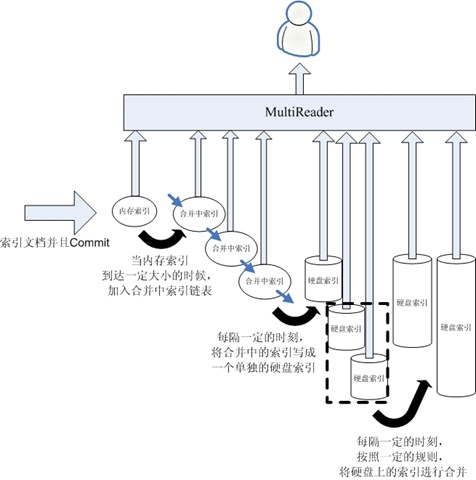 MultiReader
内存索引
合并中索引
索引文档并且Commit
合并中索引
当内存索引
到达一定大小的时候，
加入合并中索引链表
合并中索引
硬盘索引
硬盘索引
硬盘索引
硬盘索引
硬盘索引
每隔一定的时刻，
将合并中的索引写成
一个单独的硬盘索引
每隔一定的时刻，
按照一定的规则，
将硬盘上的索引进行合并